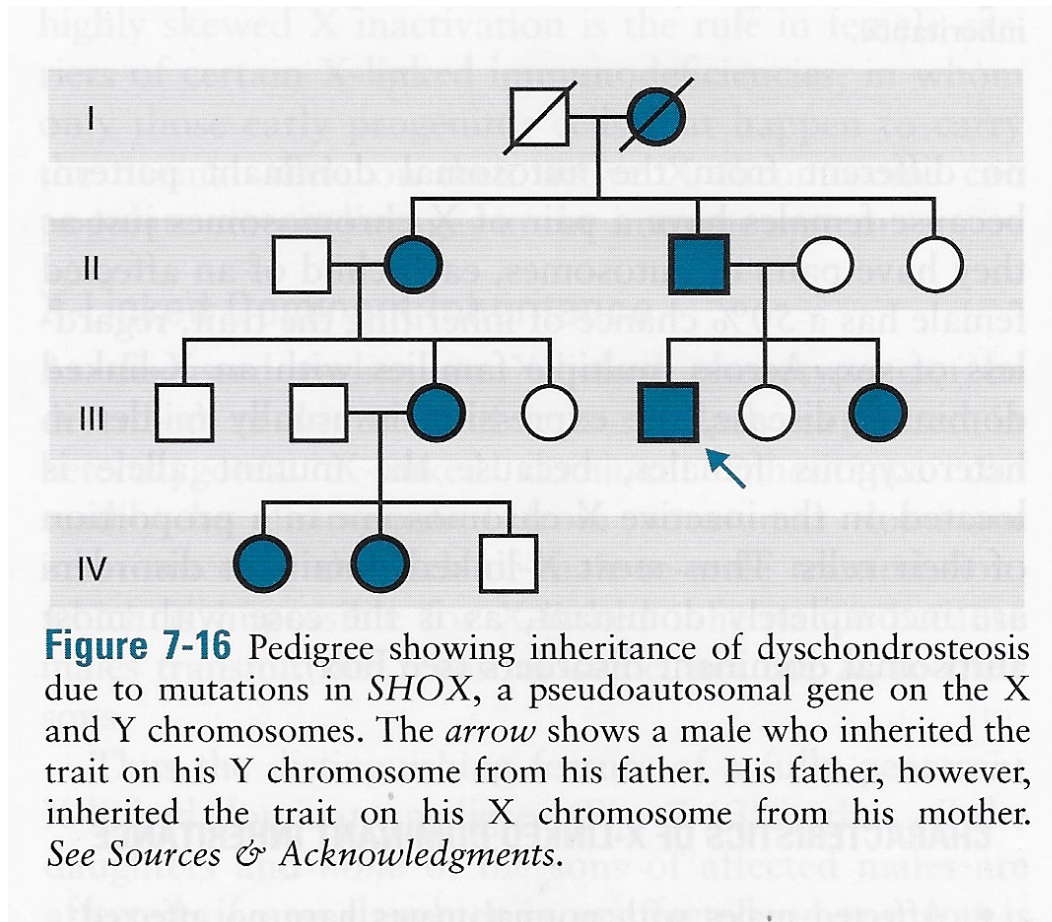 I
II
III
IV
Figure 7-16 Pedigree showing inheritance of dyschondrosteosis
due to mutations in SHOX, a pseudoautosomal gene on the X
and Y chromosomes. The arrow shows a male who inherited the
trait on his Y chromosome from his father. His father, however,
inherited the trait on his X chromosome from his mother.
See Sources & Acknowledgments.